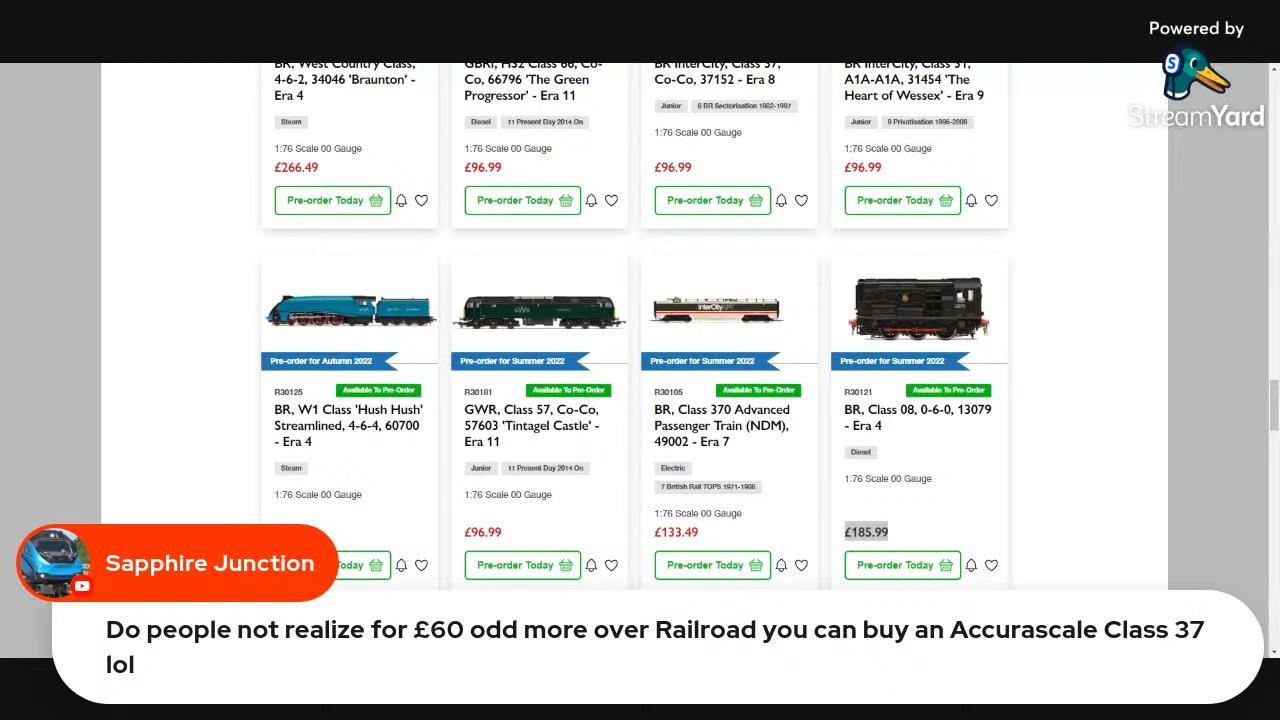 Powered by
StreamYard
BR, West Country Class,
4-6-2, 34046 'Braunton' -
Era 4
Steam
1:76 Scale 00 Gauge
£266.49
Pre-order Today
GBRf, HS2 Class 66, Co-
Co, 66796 'The Green
Progressor' - Era 11
Diesel
11 Present Day 2014 On
1:76 Scale 00 Gauge
£96.99
Pre-order Today
BR InterCity, Class 37,
Co-Co, 37152 - Era 8
Junior
8 BR Sectorisation 1982-1997
1:76 Scale 00 Gauge
£96.99
Pre-order Today
BR InterCity, Class 31,
A1A-A1A, 31454 'The
Heart of Wessex' - Era 9
Junior
9 Privatisation 1996-2008
1:76 Scale 00 Gauge
£96.99
Pre-order Today
Pre-order for Autumn 2022
R30125
Available To Pre-Order
BR, W1 Class 'Hush Hush'
Streamlined, 4-6-4, 60700
- Era 4
Steam
1:76 Scale 00 Gauge
oday
GWR
Pre-order for Summer 2022
R30181
Available To Pre-Order
GWR, Class 57, Co-Co,
57603 'Tintagel Castle' -
Era 11
Junior
11 Present Day 2014 On
1:76 Scale 00 Gauge
£96.99
Pre-order Today
InterCity APT
Pre-order for Summer 2022
R30105
Available To Pre-Order
BR, Class 370 Advanced
Passenger Train (NDM),
49002 - Era 7
Electric
7 British Rail TOPS 1971-1986
1:76 Scale 00 Gauge
£133.49
Pre-order Today
Pre-order for Summer 2022
R30121
Available To Pre-Order
BR, Class 08, 0-6-0, 13079
- Era 4
Diesel
1:76 Scale 00 Gauge
£185.99
Pre-order Today
Sapphire Junction
Do people not realize for £60 odd more over Railroad you can buy an Accurascale Class 37
lol